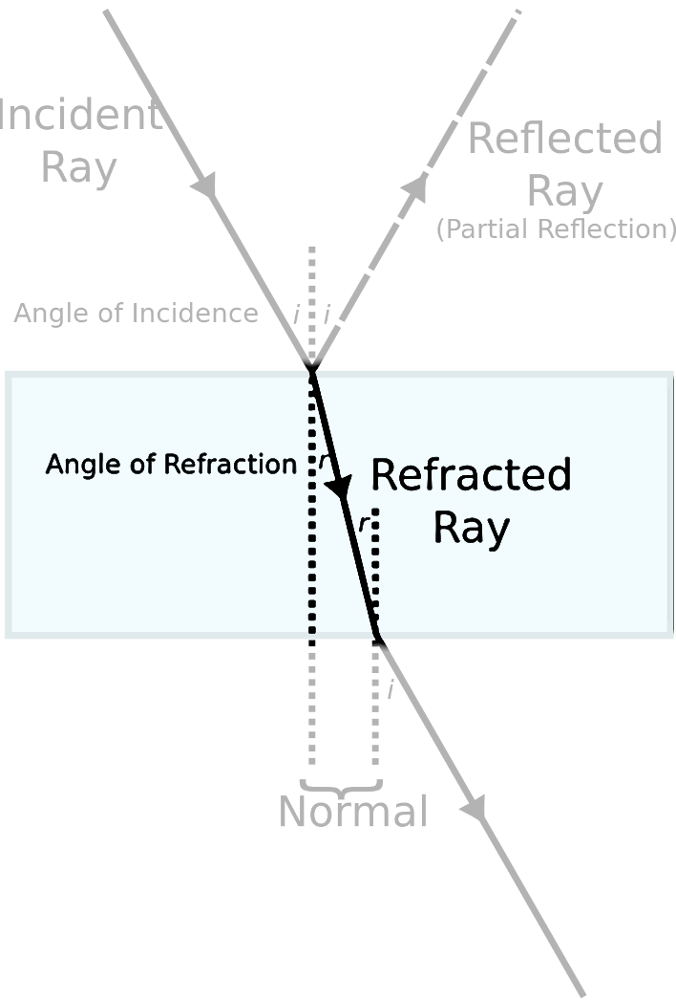 Incident
Ray
Reflected
Ray
(Partial Reflection)
Angle of Incidence
i
i
Angle of Refraction
r
Refracted
Ray
r
i
Normal